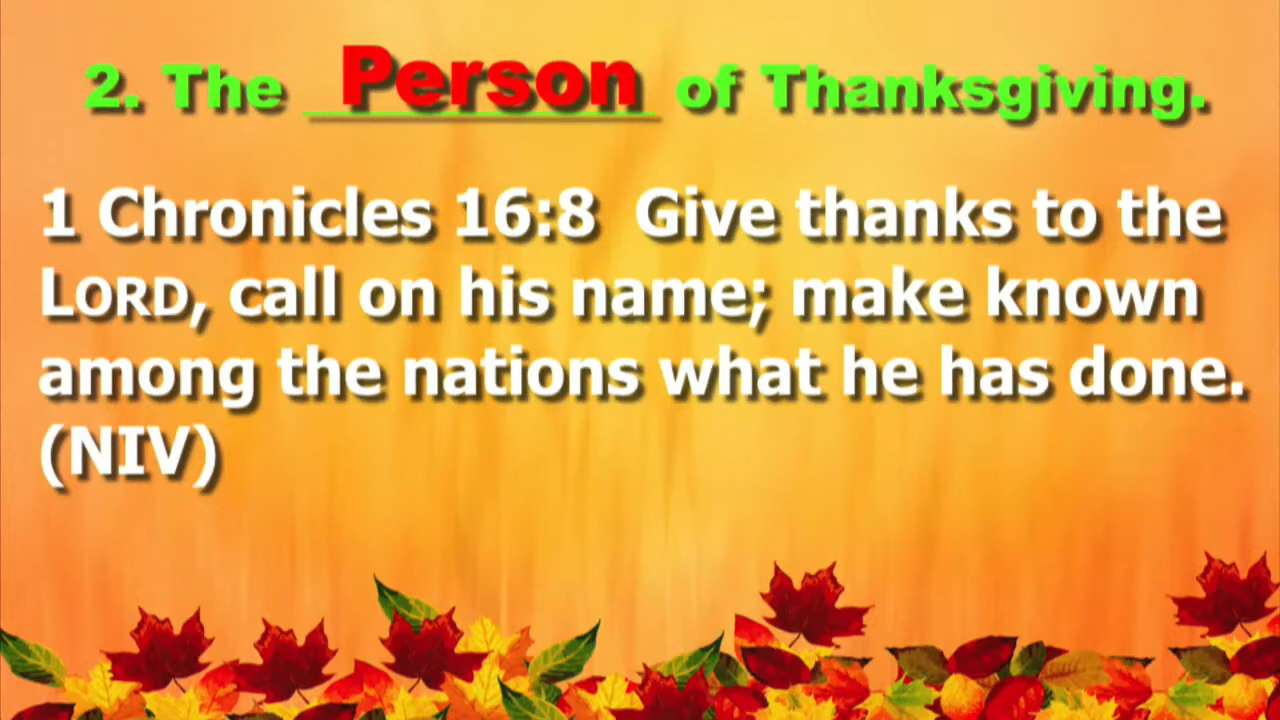 2. The Person of Thanksgiving.
1 Chronicles 16:8 Give thanks to the
LORD, call on his name; make known
among the nations what he has done.
(NIV)